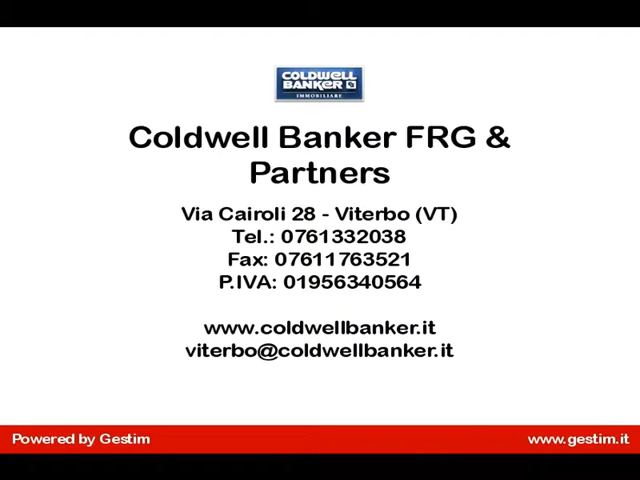 COLDWELL
BANKER
IMMOBILIARE
Coldwell Banker FRG &
Partners
Via Cairoli 28 - Viterbo (VT)
Tel.: 0761332038
Fax: 07611763521
P.IVA: 01956340564
www.coldwellbanker.it
viterbo@coldwellbanker.it
Powered by Gestim
www.gestim.it